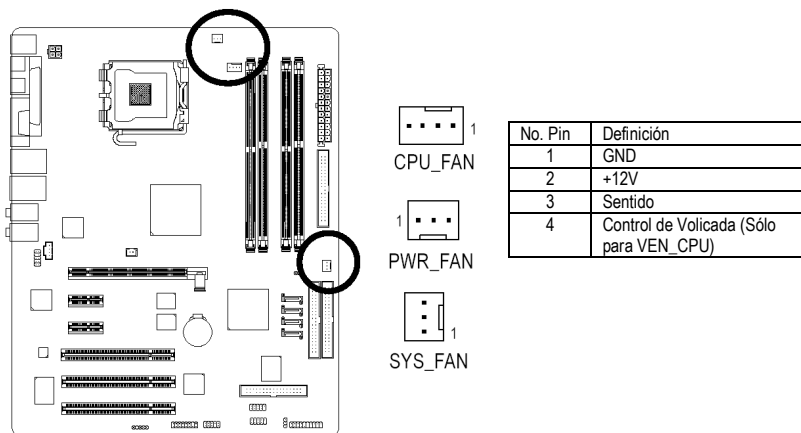 1
CPU_FAN
1
PWR_FAN
1
SYS_FAN
No. Pin Definición
1 GND
2 +12V
3 Sentido
4 Control de Volicada (Sólo
para VEN_CPU)